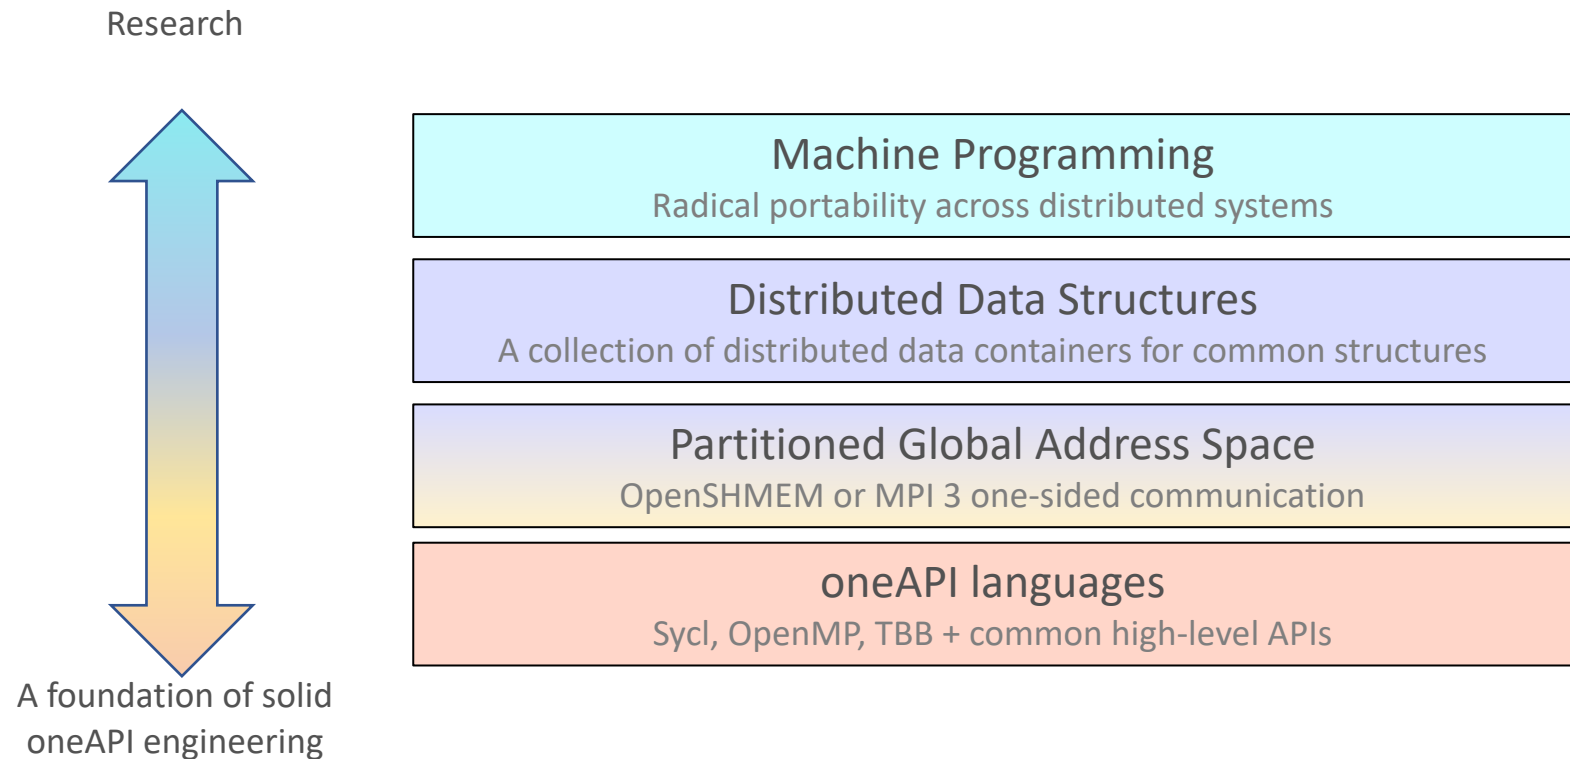 Research
Machine Programming
Radical portability across distributed systems
Distributed Data Structures
A collection of distributed data containers for common structures
Partitioned Global Address Space
OpenSHMEM or MPI 3 one-sided communication
oneAPI languages
Sycl, OpenMP, TBB + common high-level APIs
A foundation of solid
oneAPI engineering